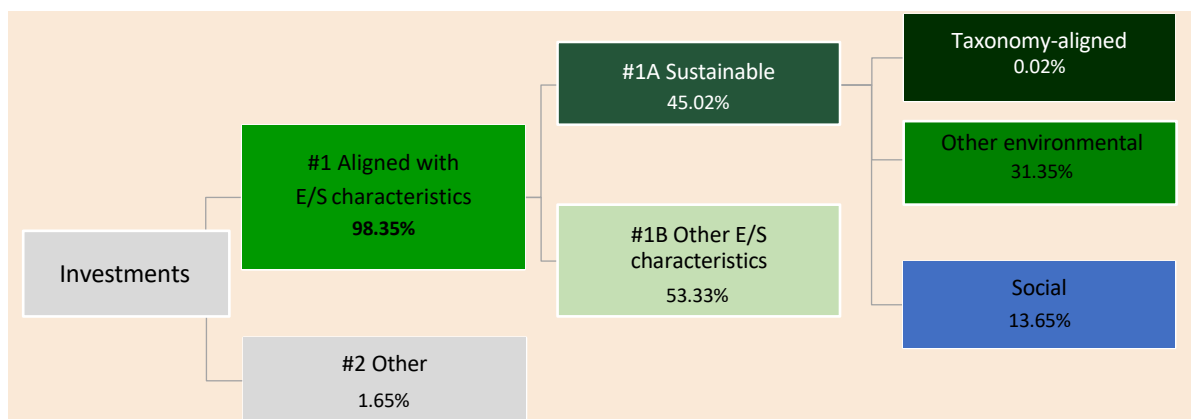 Investments
#1 Aligned with
E/S characteristics
98.35%
#2 Other
1.65%
#1A Sustainable
45.02%
#1B Other E/S
characteristics
53.33%
Taxonomy-aligned
0.02%
Other environmental
31.35%
Social
13.65%